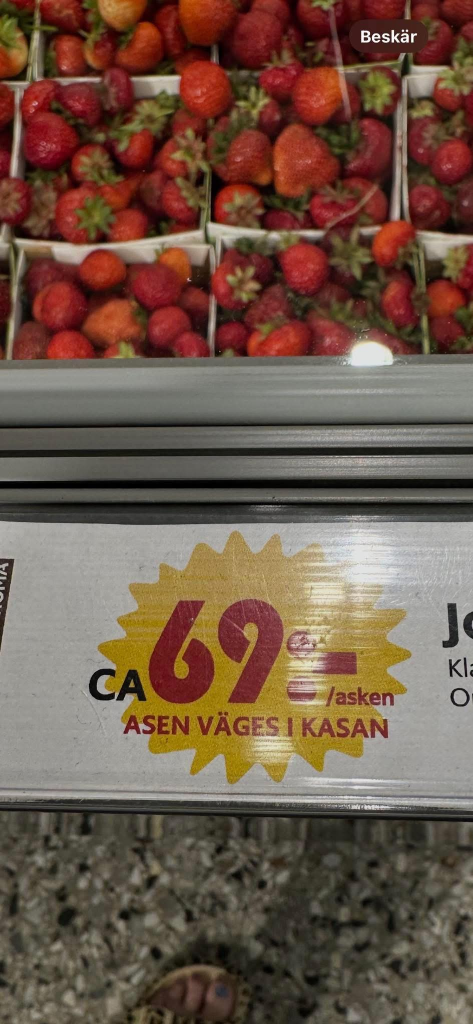 Beskär
CA 69:-
/asken
ASEN VÄGES I KASAN